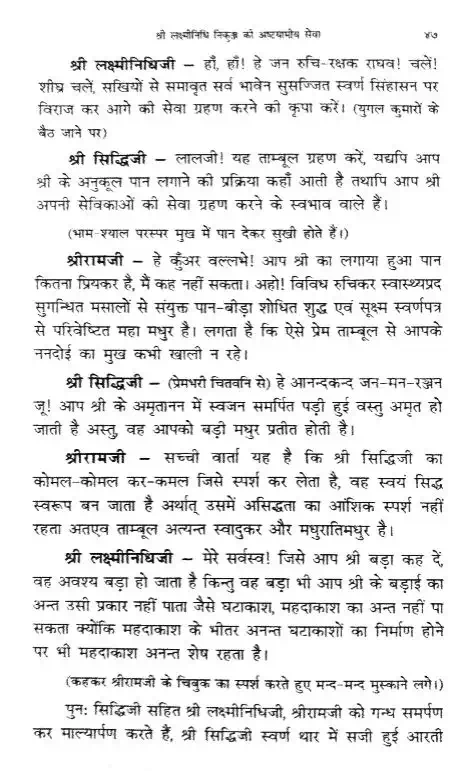 श्री लक्ष्मीनिधि निकुञ्ज की अष्टयामीय सेवा ४७
श्री लक्ष्मीनिधिजी – हाँ, हाँ! हे जन रुचि-रक्षक राघव! चलें!
शीघ्र चलें, सखियों से समावृत सर्व भावेन सुसज्जित स्वर्ण सिंहासन पर
विराज कर आगे की सेवा ग्रहण करने की कृपा करें। (युगल कुमारों के
बैठ जाने पर)
श्री सिद्धिजी – लालजी! यह ताम्बूल ग्रहण करें, यद्यपि आप
श्री के अनुकूल पान लगाने की प्रक्रिया कहाँ आती है तथापि आप श्री
अपनी सेविकाओं की सेवा ग्रहण करने के स्वभाव वाले हैं।
(भाम-श्याल परस्पर मुख में पान देकर सुखी होते हैं।)
श्रीरामजी – हे कुँअर वल्लभे! आप श्री का लगाया हुआ पान
कितना प्रियकर है, मैं कह नहीं सकता। अहो! विविध रुचिकर स्वास्थ्यप्रद
सुगन्धित मसालों से संयुक्त पान-बीड़ा शोधित शुद्ध एवं सूक्ष्म स्वर्णपत्र
से परिवेष्टित महा मधुर है। लगता है कि ऐसे प्रेम ताम्बूल से आपके
ननदोई का मुख कभी खाली न रहे।
श्री सिद्धिजी – (प्रेमभरी चितवनि से) हे आनन्दकन्द जन-मन-रञ्जन
जू! आप श्री के अमृतानन में स्वजन समर्पित पड़ी हुई वस्तु अमृत हो
जाती है अस्तु, वह आपको बड़ी मधुर प्रतीत होती है।
श्रीरामजी – सच्ची वार्ता यह है कि श्री सिद्धिजी का
कोमल-कोमल कर-कमल जिसे स्पर्श कर लेता है, वह स्वयं सिद्ध
स्वरूप बन जाता है अर्थात् उसमें असिद्धता का आंशिक स्पर्श नहीं
रहता अतएव ताम्बूल अत्यन्त स्वादुकर और मधुरातिमधुर है।
श्री लक्ष्मीनिधिजी – मेरे सर्वस्व! जिसे आप श्री बड़ा कह दें,
वह अवश्य बड़ा हो जाता है किन्तु वह बड़ा भी आप श्री के बड़ाई का
अन्त उसी प्रकार नहीं पाता जैसे घटाकाश, महदाकाश का अन्त नहीं पा
सकता क्योंकि महदाकाश के भीतर अनन्त घटाकाशों का निर्माण होने
पर भी महदाकाश अनन्त शेष रहता है।
(कहकर श्रीरामजी के चिबुक का स्पर्श करते हुए मन्द-मन्द मुस्काने लगे।)
पुनः सिद्धिजी सहित श्री लक्ष्मीनिधिजी, श्रीरामजी को गन्ध समर्पण
कर माल्यार्पण करते हैं, श्री सिद्धिजी स्वर्ण थार में सजी हुई आरती